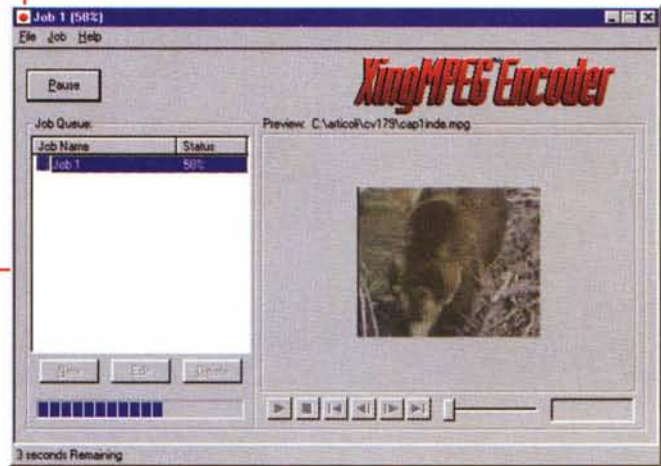 Job 1 (58%)
File Job Help
Pause
XingMPEG Encoder
Job Queue:
Preview: C:\articoli\cv179\cap1inde.mpg
Job Name Status
Job 1 58%
New Edit Delete
3 seconds Remaining